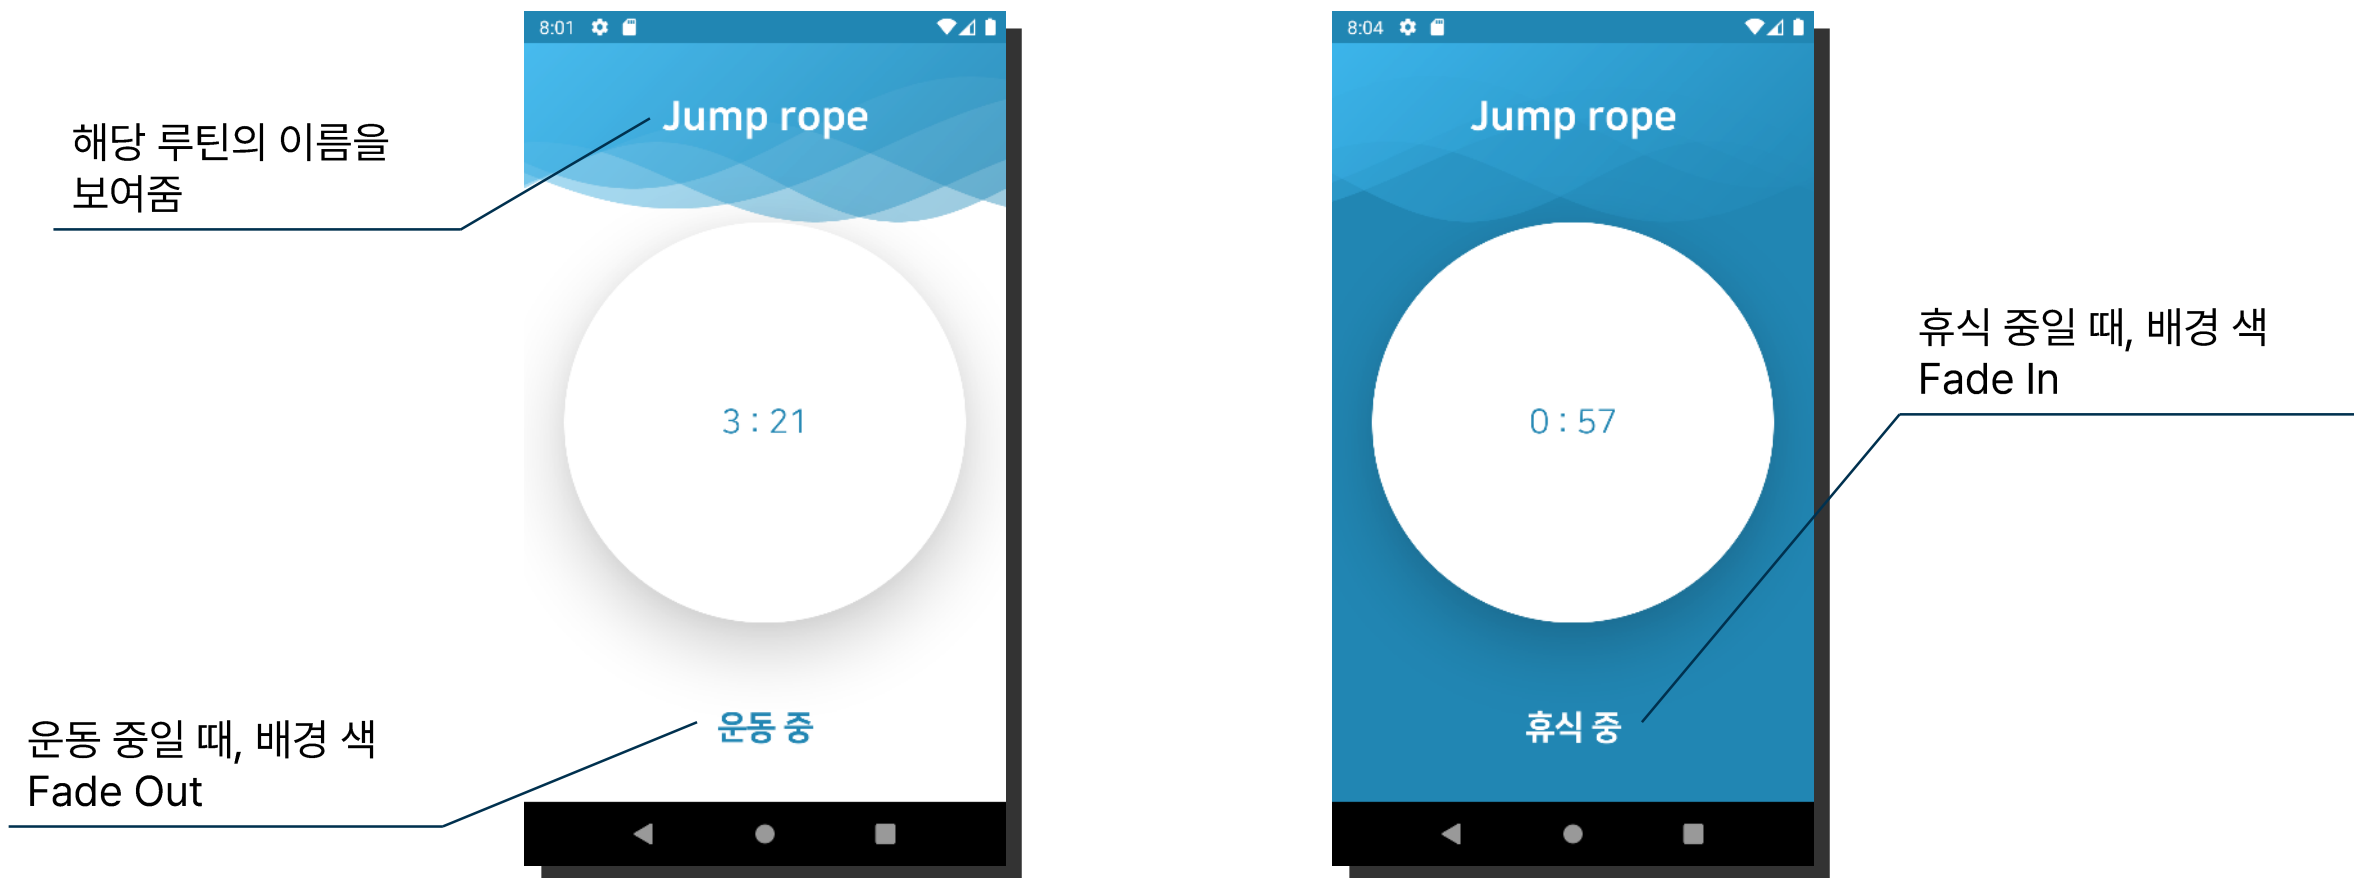 해당 루틴의 이름을
보여줌
운동 중일 때, 배경 색
Fade Out
8:01
Jump rope
3 : 21
운동 중
8:04
Jump rope
0 : 57
휴식 중
휴식 중일 때, 배경 색
Fade In